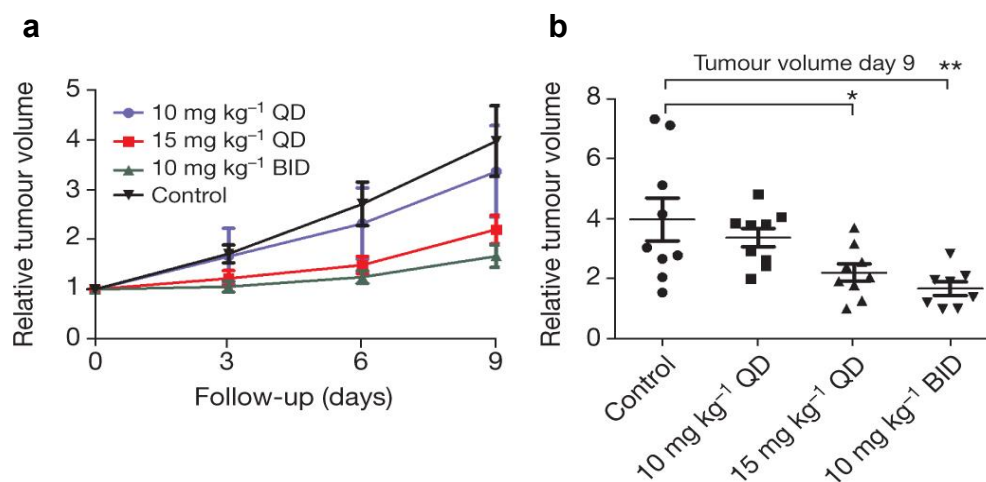 a
Relative tumour volume
5
4
3
2
1
0
10 mg kg⁻¹ QD
15 mg kg⁻¹ QD
10 mg kg⁻¹ BID
Control
0 3 6 9
Follow-up (days)
b
Relative tumour volume
8
6
4
2
0
Tumour volume day 9 **
*
Control
10 mg kg⁻¹ QD
15 mg kg⁻¹ QD
10 mg kg⁻¹ BID